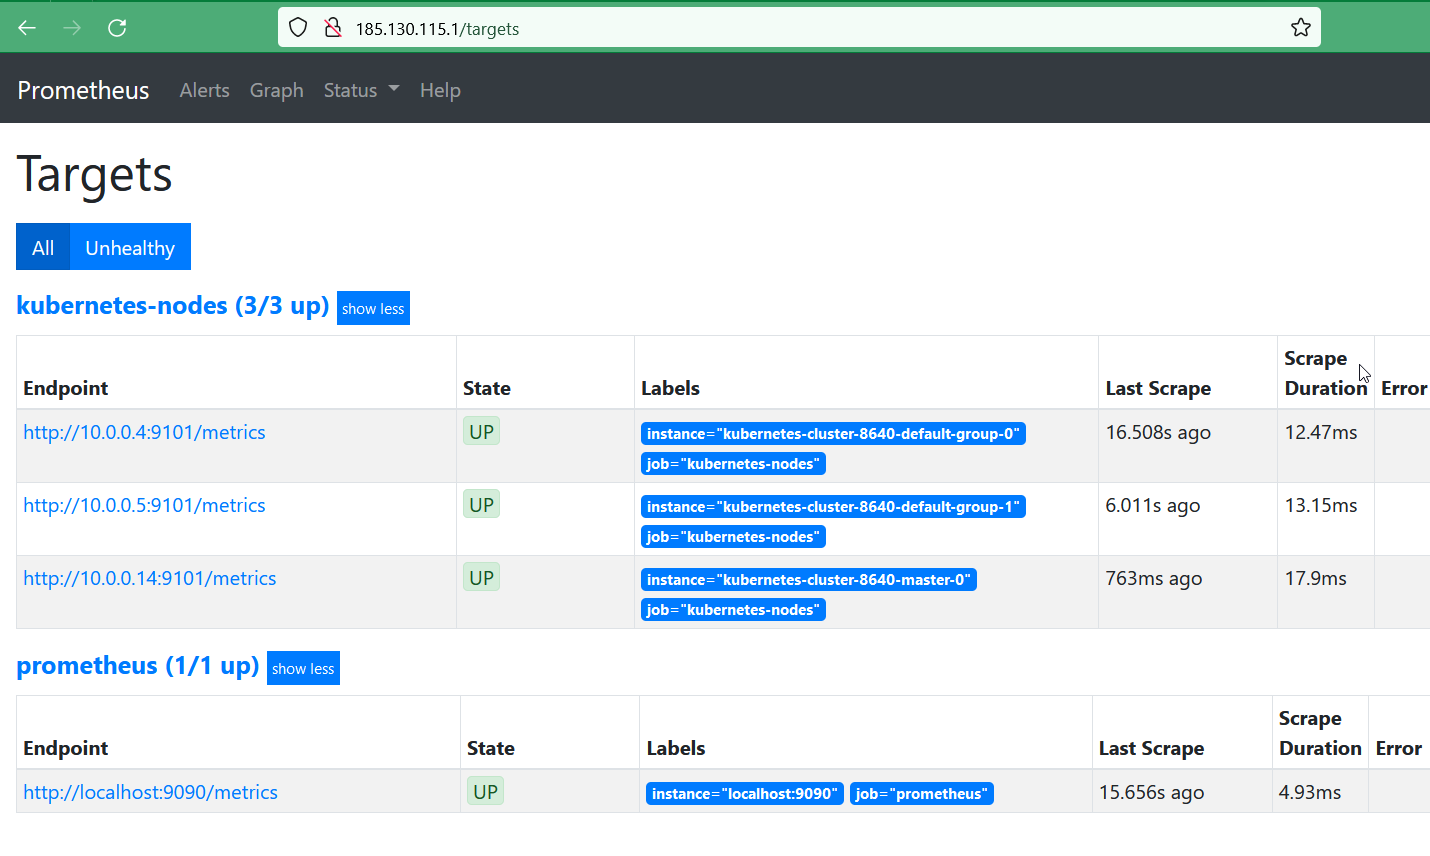 185.130.115.1/targets
Prometheus Alerts Graph Status Help
Targets
All Unhealthy
kubernetes-nodes (3/3 up) show less
Endpoint State Labels Last Scrape Scrape Duration Error
http://10.0.0.4:9101/metrics UP instance="kubernetes-cluster-8640-default-group-0" 16.508s ago 12.47ms
job="kubernetes-nodes"
http://10.0.0.5:9101/metrics UP instance="kubernetes-cluster-8640-default-group-1" 6.011s ago 13.15ms
job="kubernetes-nodes"
http://10.0.0.14:9101/metrics UP instance="kubernetes-cluster-8640-master-0" 763ms ago 17.9ms
job="kubernetes-nodes"
prometheus (1/1 up) show less
Endpoint State Labels Last Scrape Scrape Duration Error
http://localhost:9090/metrics UP instance="localhost:9090" job="prometheus" 15.656s ago 4.93ms